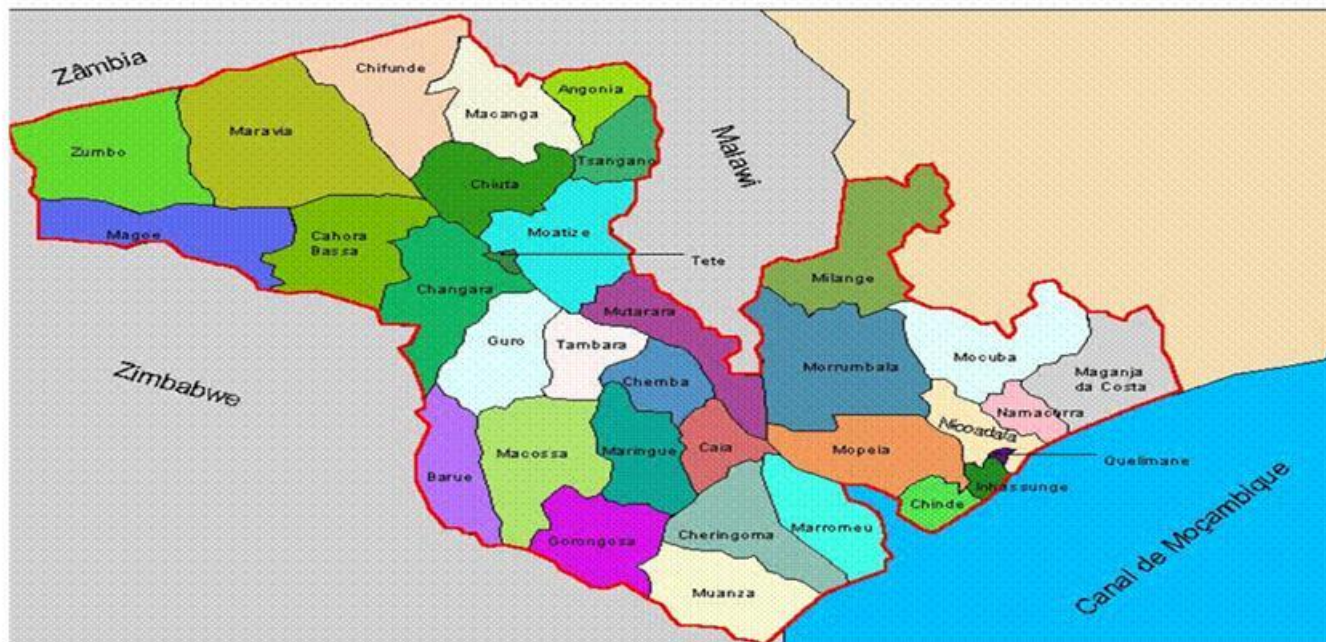 Zâmbia
Chifunde
Macanga
Angonia
Maravia
Zumbo
Tsangano
Malawi
Chiuta
Magoe
Cahora
Bassa
Moatize
Tete
Milange
Changara
Mutarara
Guro
Tambara
Zimbabwe
Chemba
Morrumbala
Mocuba
Maganja
da Costa
Namacurra
Nicoadala
Barue
Macossa
Maringue
Caia
Mopeia
Quelimane
Inhassunge
Chinde
Gorongosa
Cheringoma
Marromeu
Muanza
Canal de Moçambique